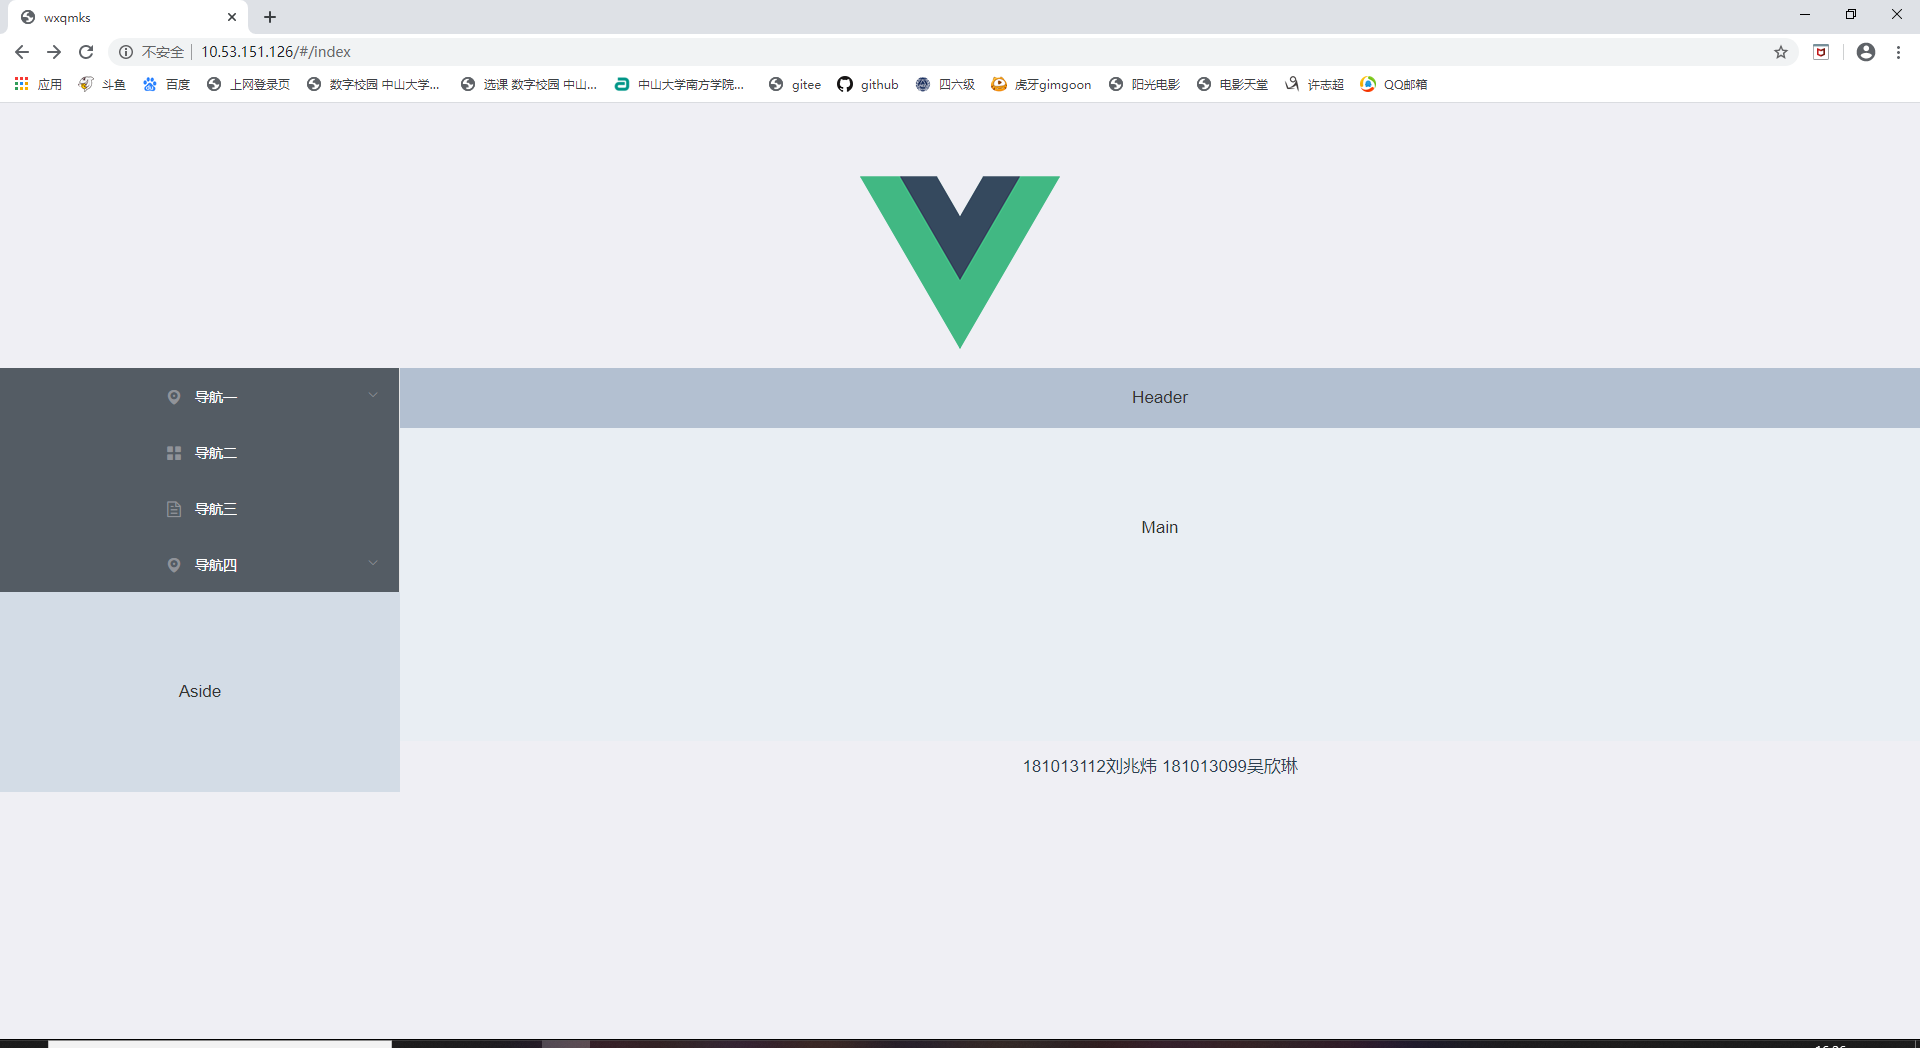 wxqmks
不安全 10.53.151.126/#/index
应用 斗鱼 百度 上网登录页 数字校园 中山大学... 选课 数字校园 中山... 中山大学南方学院... gitee github 四六级 虎牙gimgoon 阳光电影 电影天堂 许志超 QQ邮箱
导航一
导航二
导航三
导航四
Aside
Header
Main
181013112刘兆炜 181013099吴欣琳